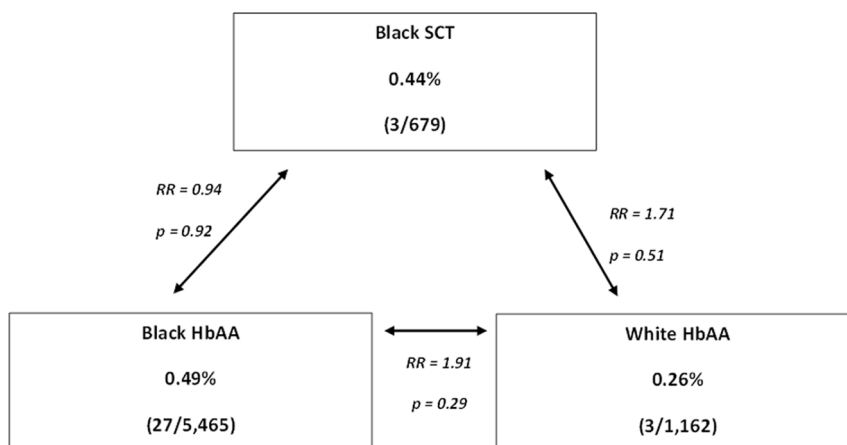 Black SCT
0.44%
(3/679)
RR = 0.94
p = 0.92
RR = 1.71
p = 0.51
Black HbAA
0.49%
(27/5,465)
RR = 1.91
p = 0.29
White HbAA
0.26%
(3/1,162)